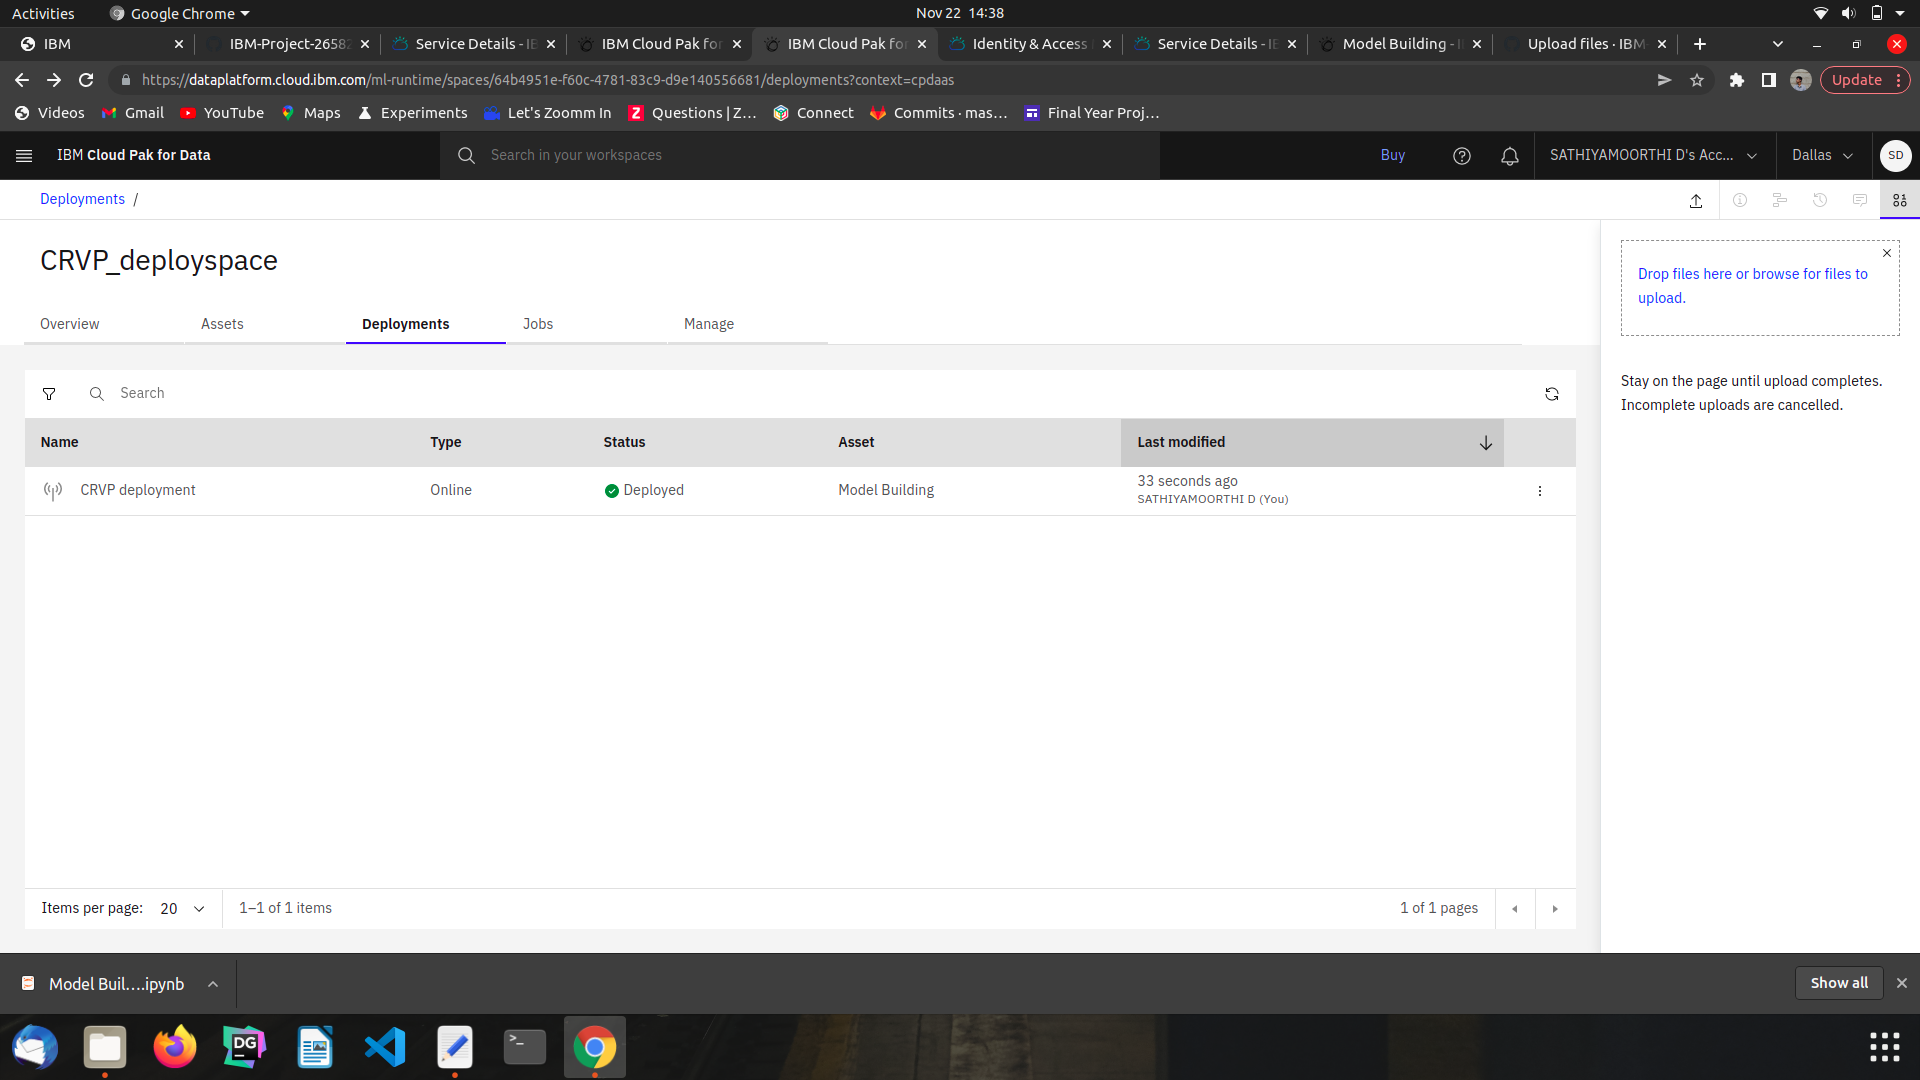 Activities
Google Chrome
Nov 22 14:38
IBM
IBM-Project-26582
Service Details - IB
IBM Cloud Pak for
IBM Cloud Pak for
Identity & Access
Service Details - IB
Model Building - I
Upload files · IBM-
https://dataplatform.cloud.ibm.com/ml-runtime/spaces/64b4951e-f60c-4781-83c9-d9e140556681/deployments?context=cpdaas
Update
Videos
Gmail
YouTube
Maps
Experiments
Let's Zoomm In
Questions | Z...
Connect
Commits · mas...
Final Year Proj...
IBM Cloud Pak for Data
Search in your workspaces
Buy
SATHIYAMOORTHI D's Acc...
Dallas
SD
Deployments /
CRVP_deployspace
Overview
Assets
Deployments
Jobs
Manage
Drop files here or browse for files to
upload.
Stay on the page until upload completes.
Incomplete uploads are cancelled.
Search
Name
Type
Status
Asset
Last modified
CRVP deployment
Online
Deployed
Model Building
33 seconds ago
SATHIYAMOORTHI D (You)
Items per page:
20
1–1 of 1 items
1 of 1 pages
Model Buil....ipynb
Show all
DG